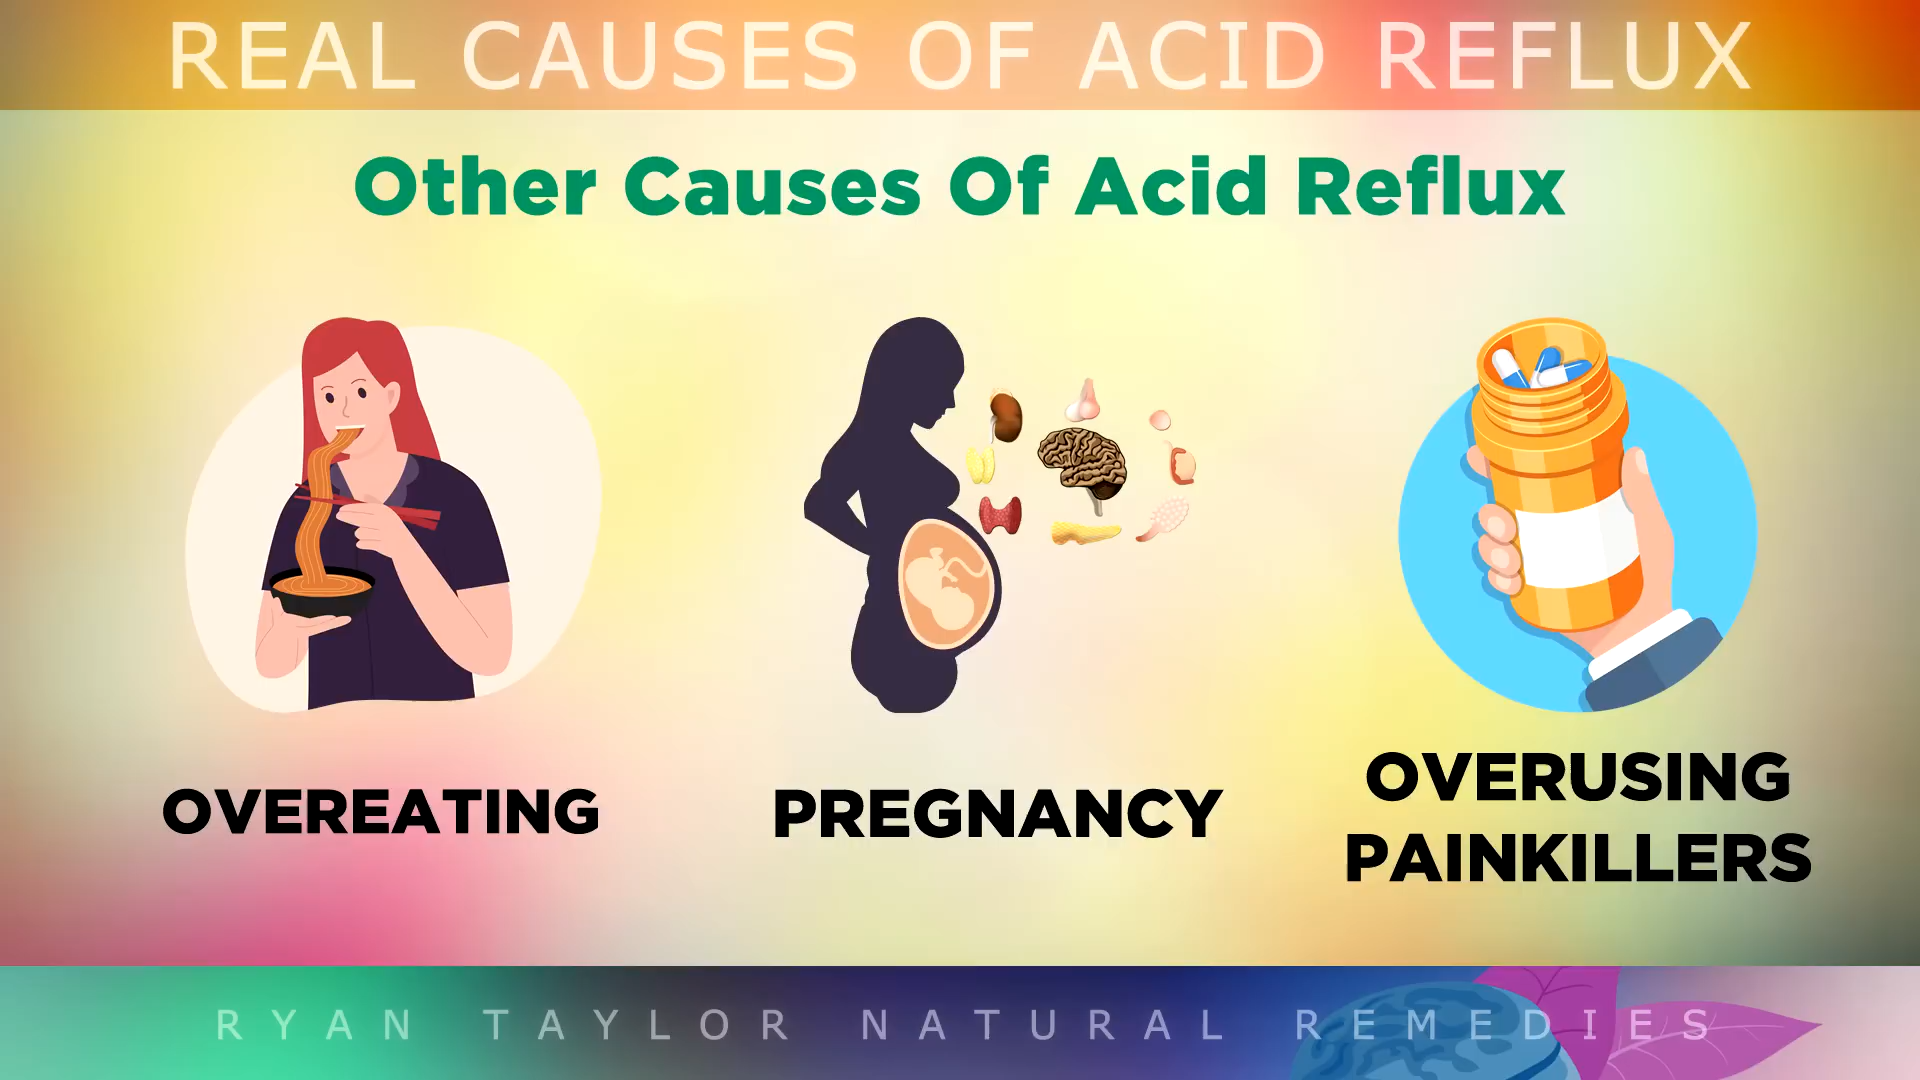 REAL CAUSES OF ACID REFLUX
Other Causes Of Acid Reflux
OVEREATING
PREGNANCY
OVERUSING
PAINKILLERS
RYAN TAYLOR NATURAL REMEDIES